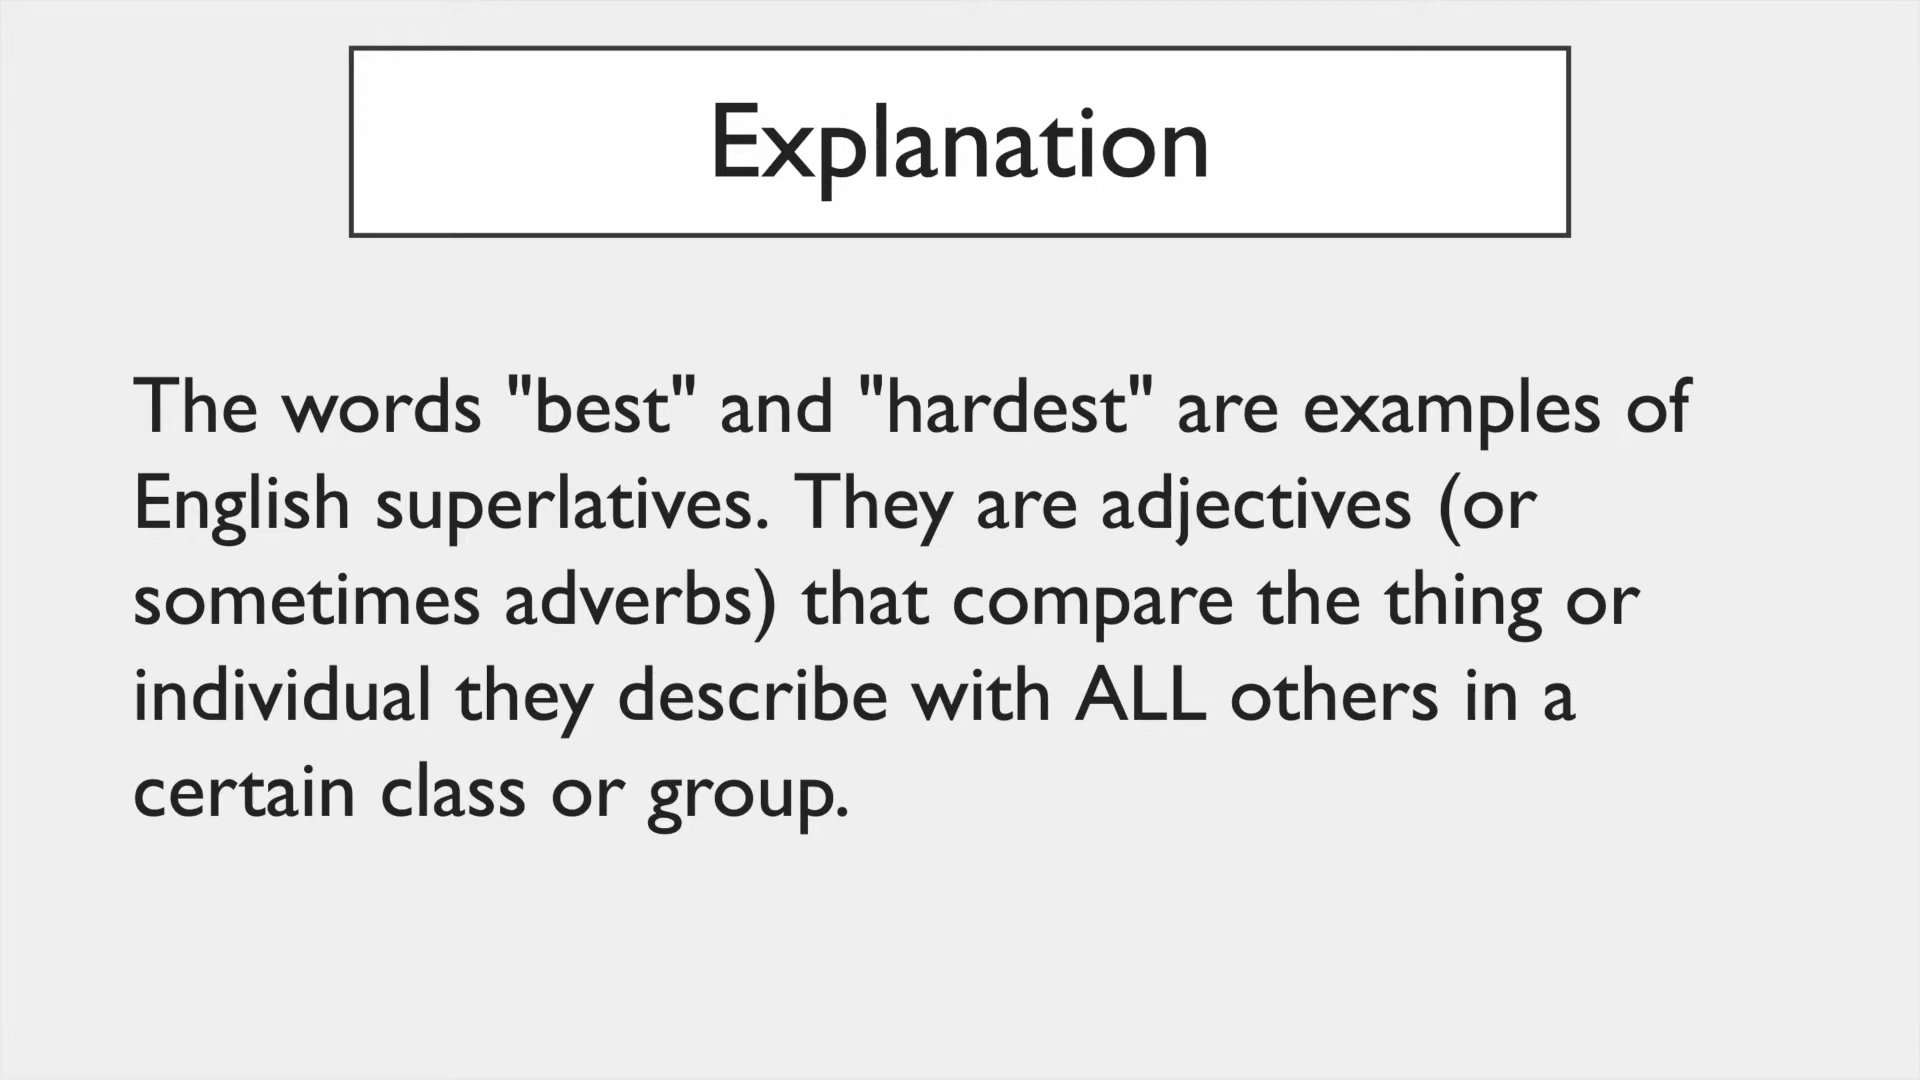 Explanation
The words "best" and "hardest" are examples of
English superlatives. They are adjectives (or
sometimes adverbs) that compare the thing or
individual they describe with ALL others in a
certain class or group.